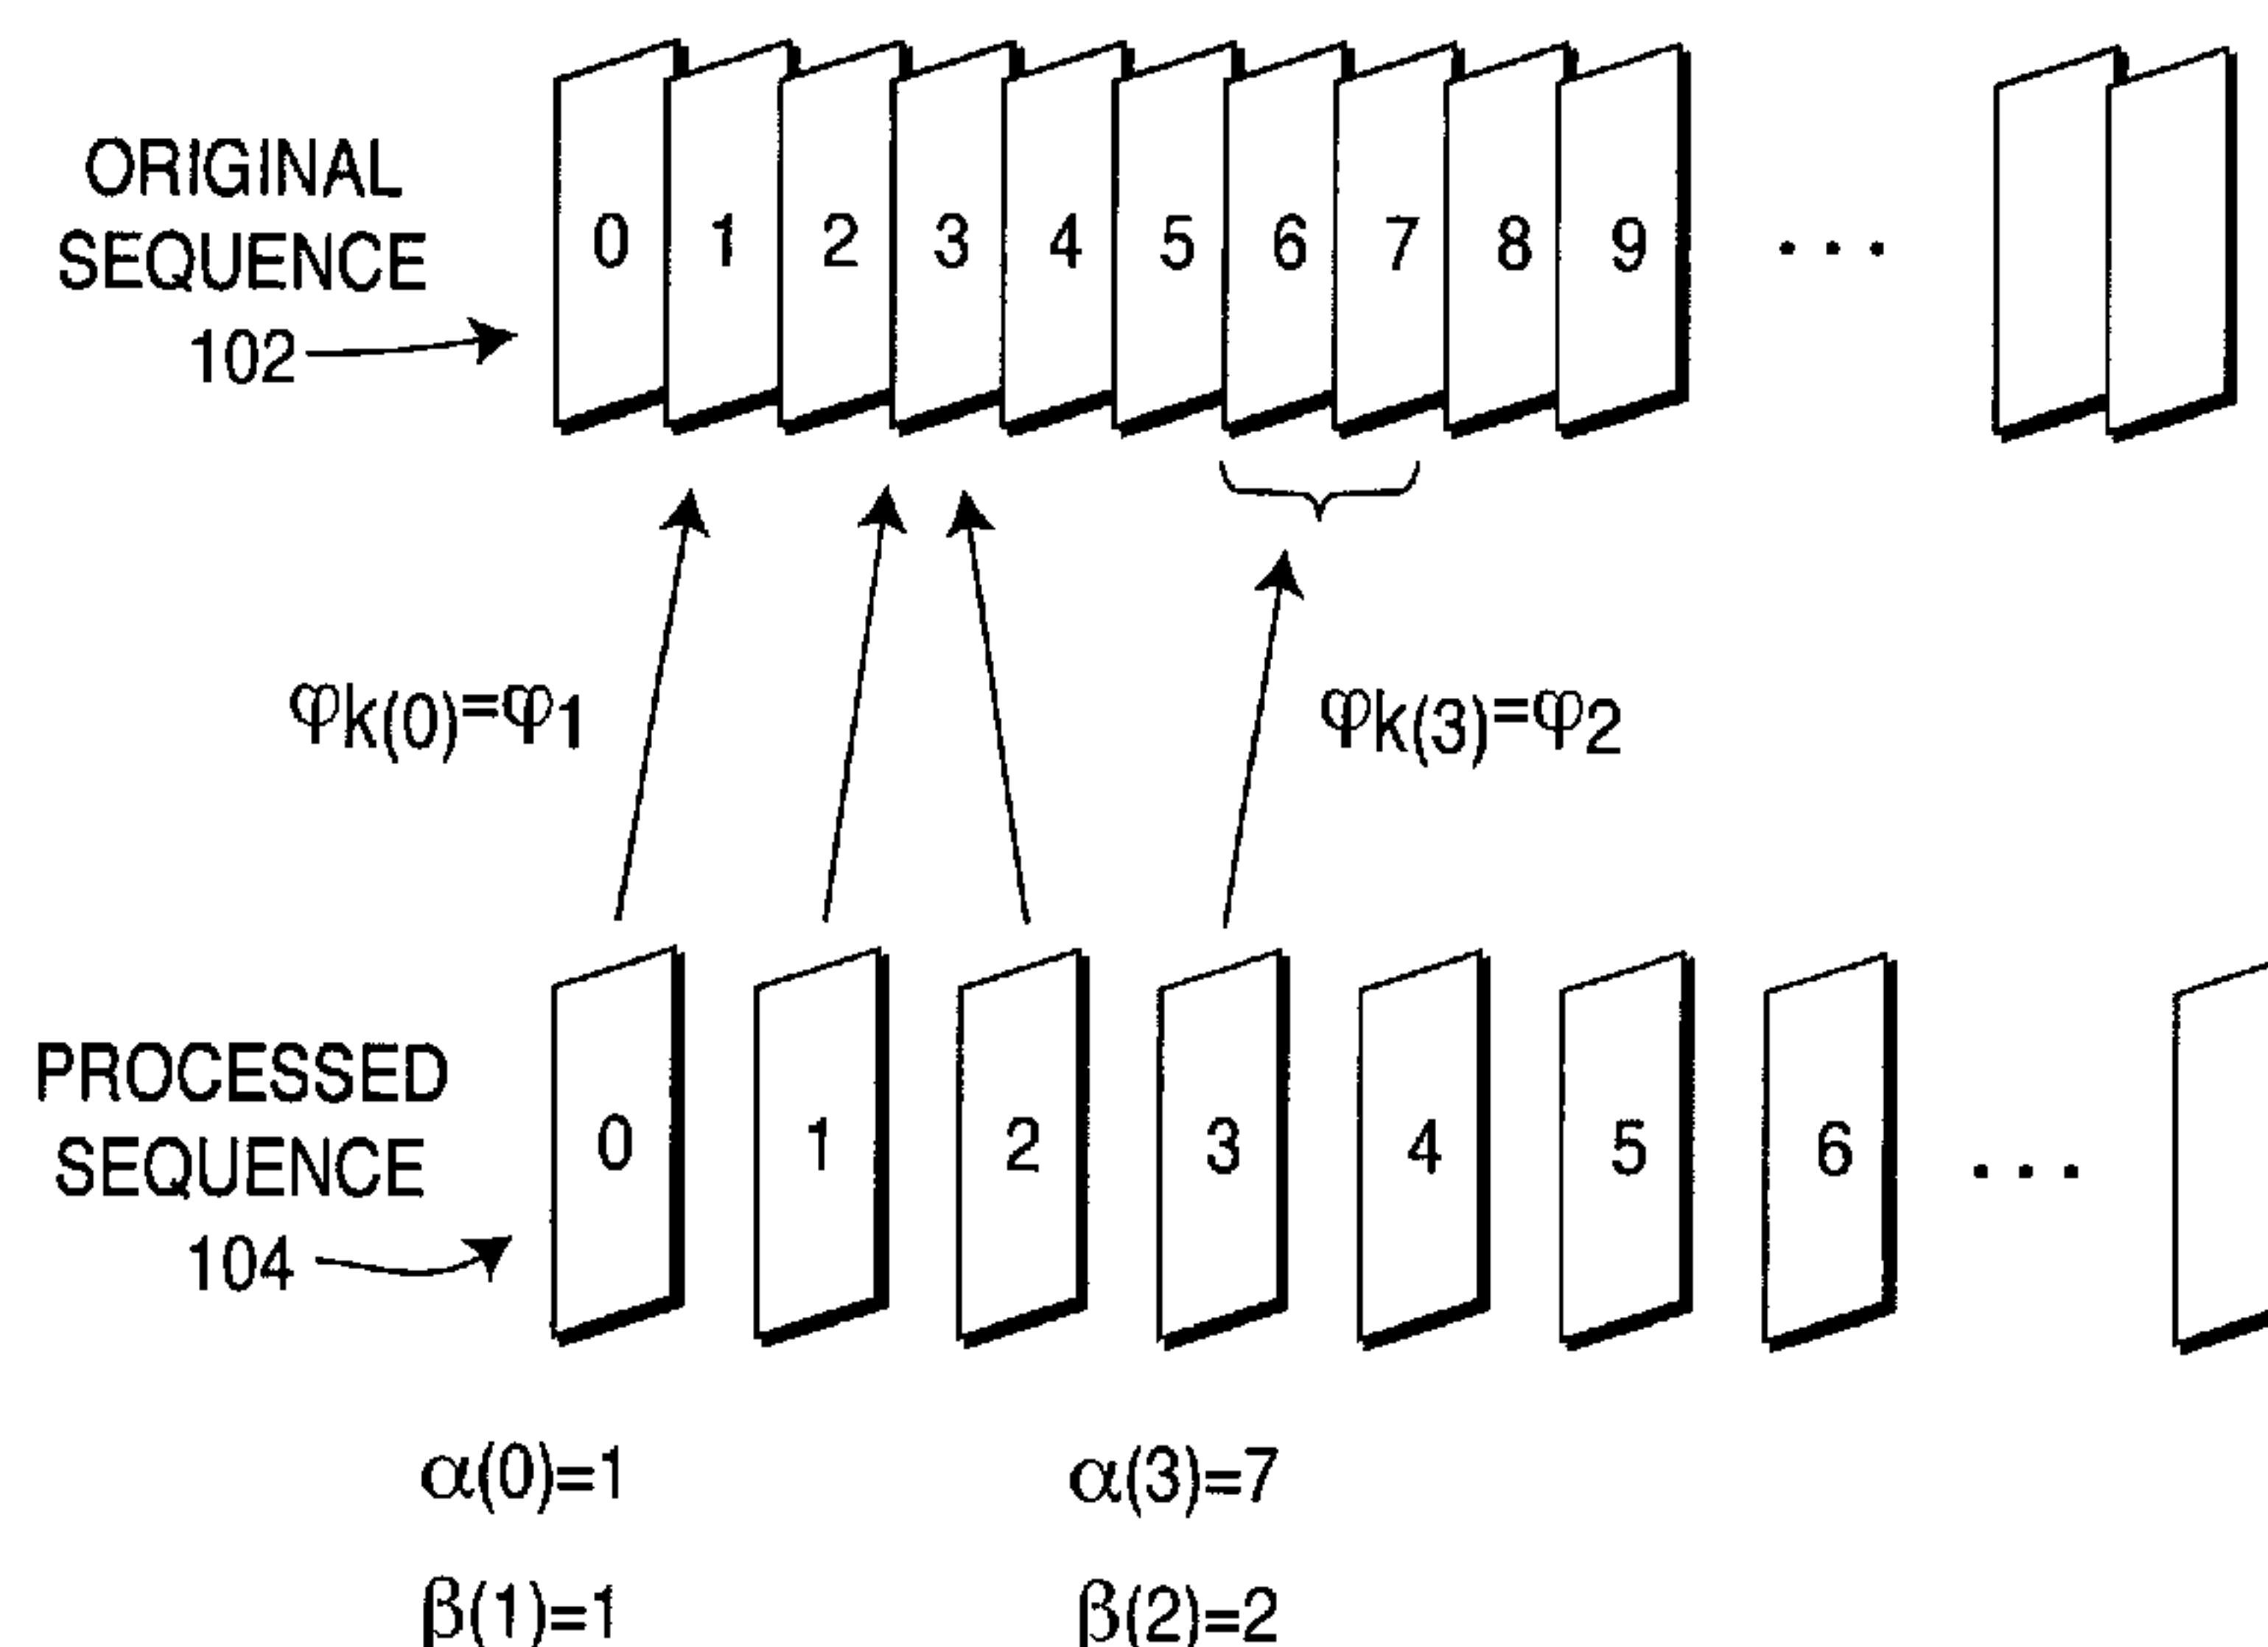 ORIGINAL
SEQUENCE
102
0 1 2 3 4 5 6 7 8 9 ...
φk(0)=φ1
φk(3)=φ2
PROCESSED
SEQUENCE
104
0 1 2 3 4 5 6 ...
α(0)=1
α(3)=7
β(1)=1
β(2)=2